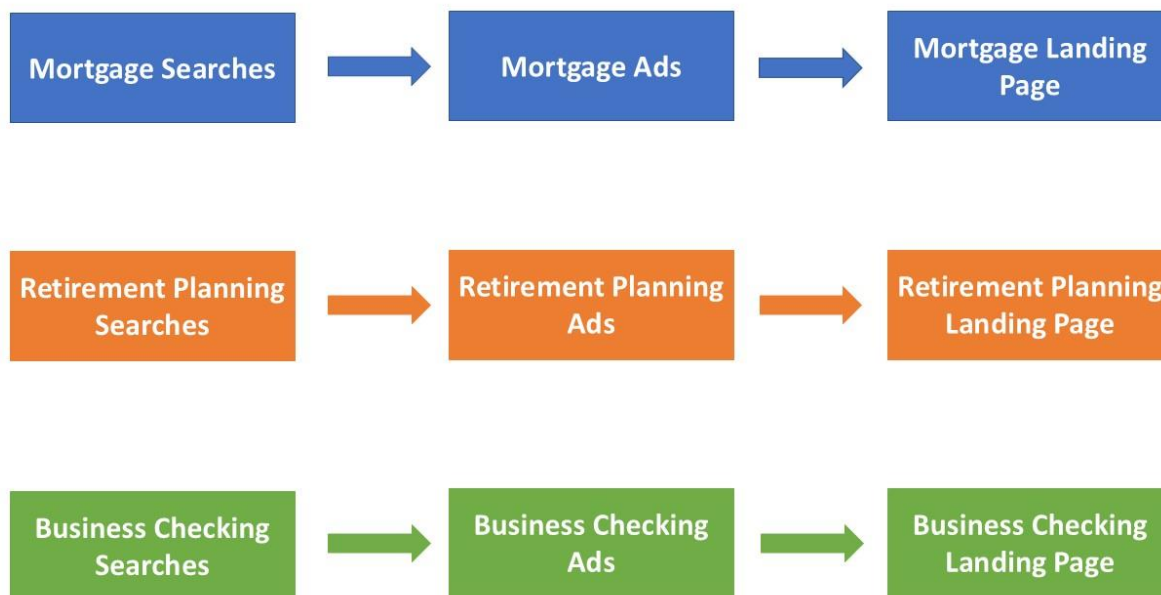 Mortgage Searches
Mortgage Ads
Mortgage Landing
Page
Retirement Planning
Searches
Retirement Planning
Ads
Retirement Planning
Landing Page
Business Checking
Searches
Business Checking
Ads
Business Checking
Landing Page